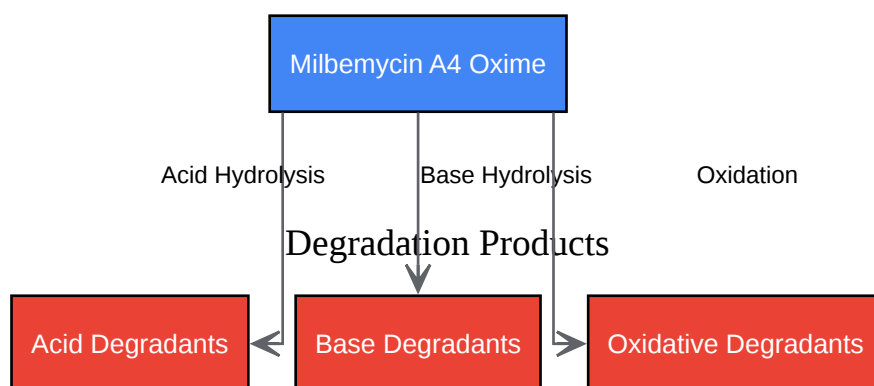 Milbemycin A4 Oxime
Acid Hydrolysis
Base Hydrolysis
Oxidation
Degradation Products
Acid Degradants
Base Degradants
Oxidative Degradants